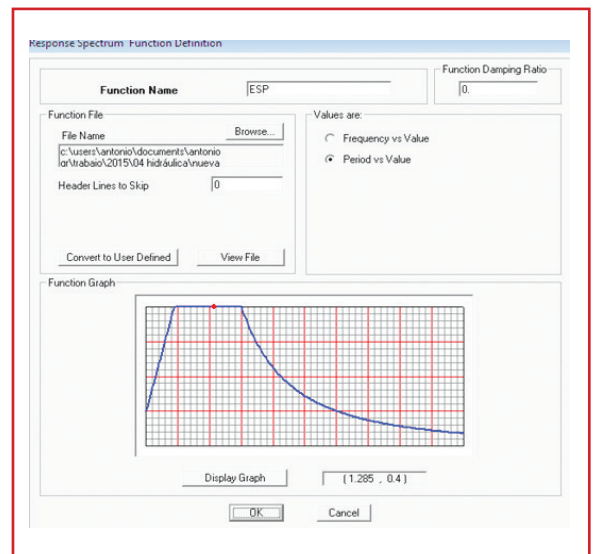 Response Spectrum Function Definition
Function Name
ESP
Function Damping Ratio
0.
Function File
File Name
Browse...
c:\users\antonio\documents\antonio
ar\trabajo\2015\04 hidráulica\nueva
Header Lines to Skip
0
Convert to User Defined
View File
Values are:
Frequency vs Value
Period vs Value
Function Graph
Display Graph
(1.285 , 0.4)
OK
Cancel